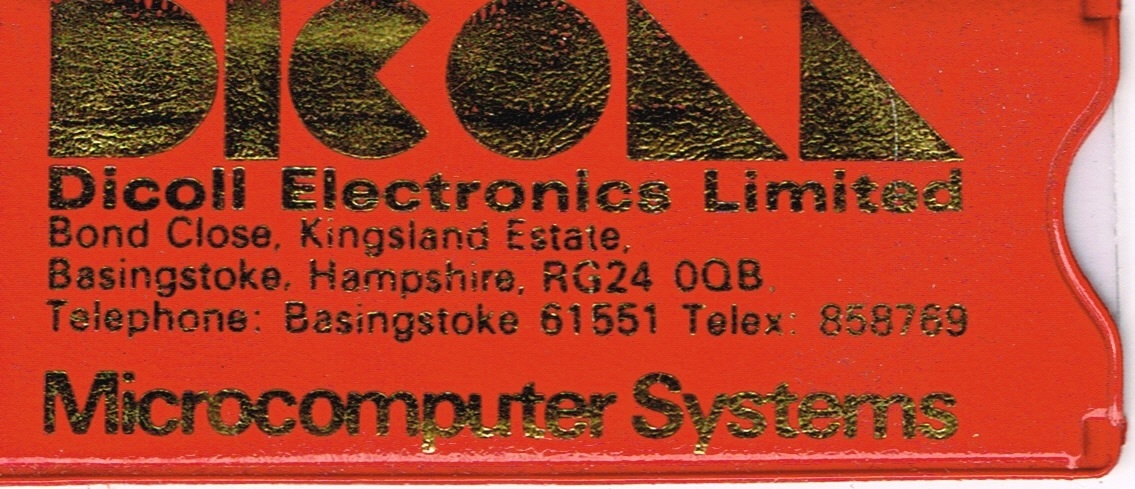 DICOLL
Dicoll Electronics Limited
Bond Close, Kingsland Estate,
Basingstoke, Hampshire, RG24 0QB.
Telephone: Basingstoke 61551 Telex: 858769
Microcomputer Systems